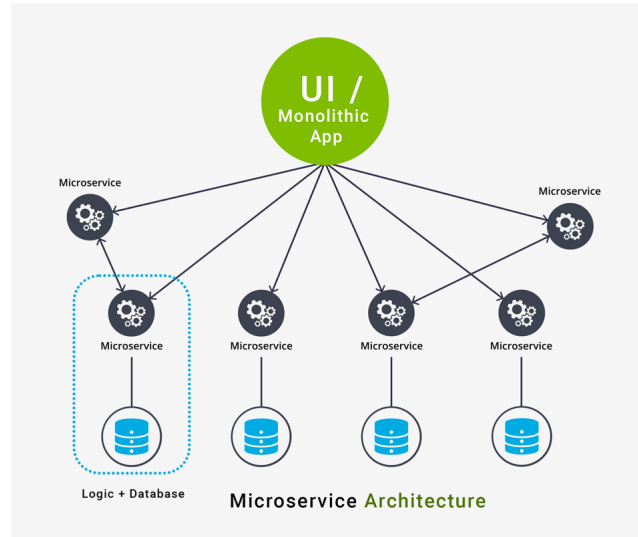 UI /
Monolithic
App
Microservice
Microservice
Microservice
Microservice
Microservice
Microservice
Logic + Database
Microservice Architecture